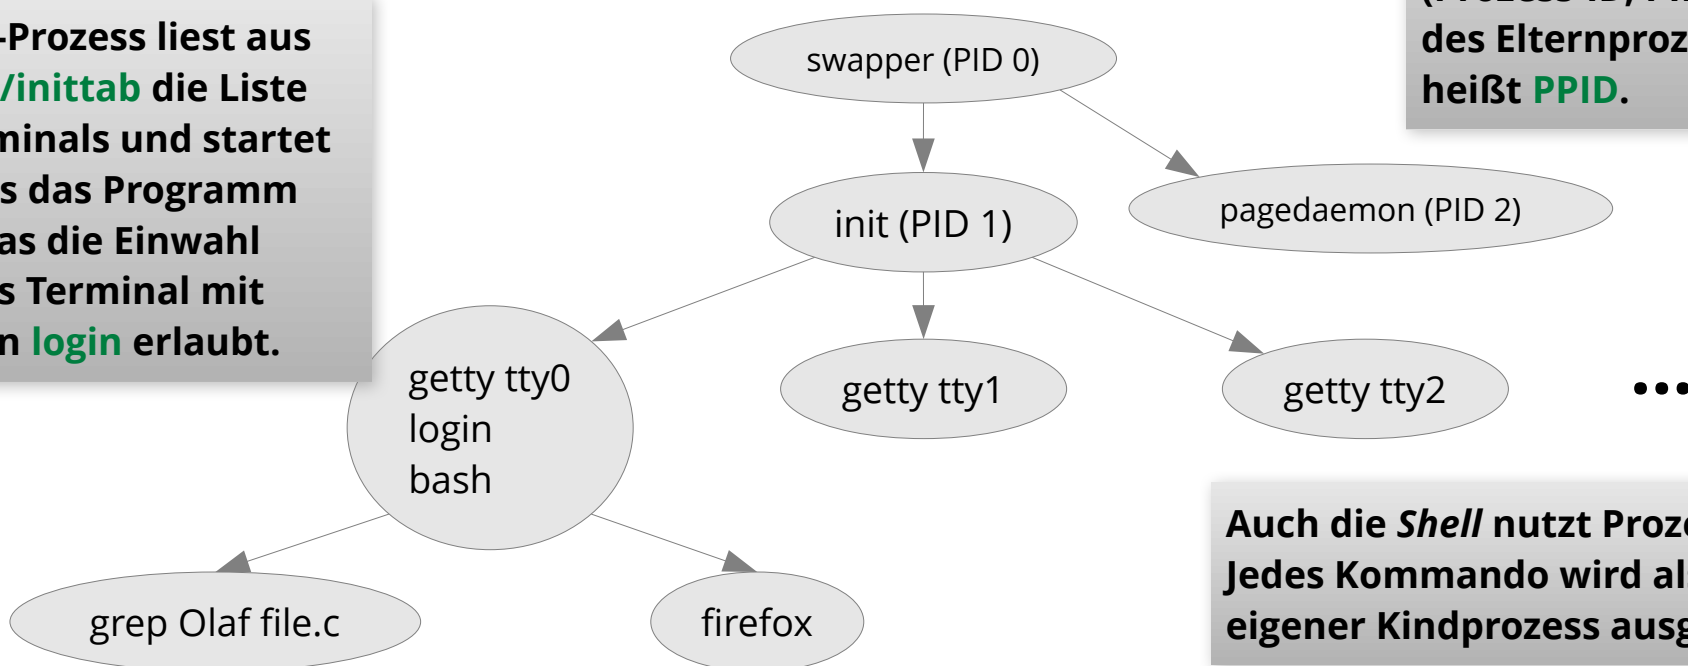 -Prozess liest aus
/inittab die Liste
minals und startet
s das Programm
as die Einwahl
s Terminal mit
n login erlaubt.
swapper (PID 0)
des Elternproz
heißt PPID.
init (PID 1)
pagedaemon (PID 2)
getty tty0
login
bash
getty tty1
getty tty2
...
grep Olaf file.c
firefox
Auch die Shell nutzt Proze
Jedes Kommando wird al
eigener Kindprozess ausg